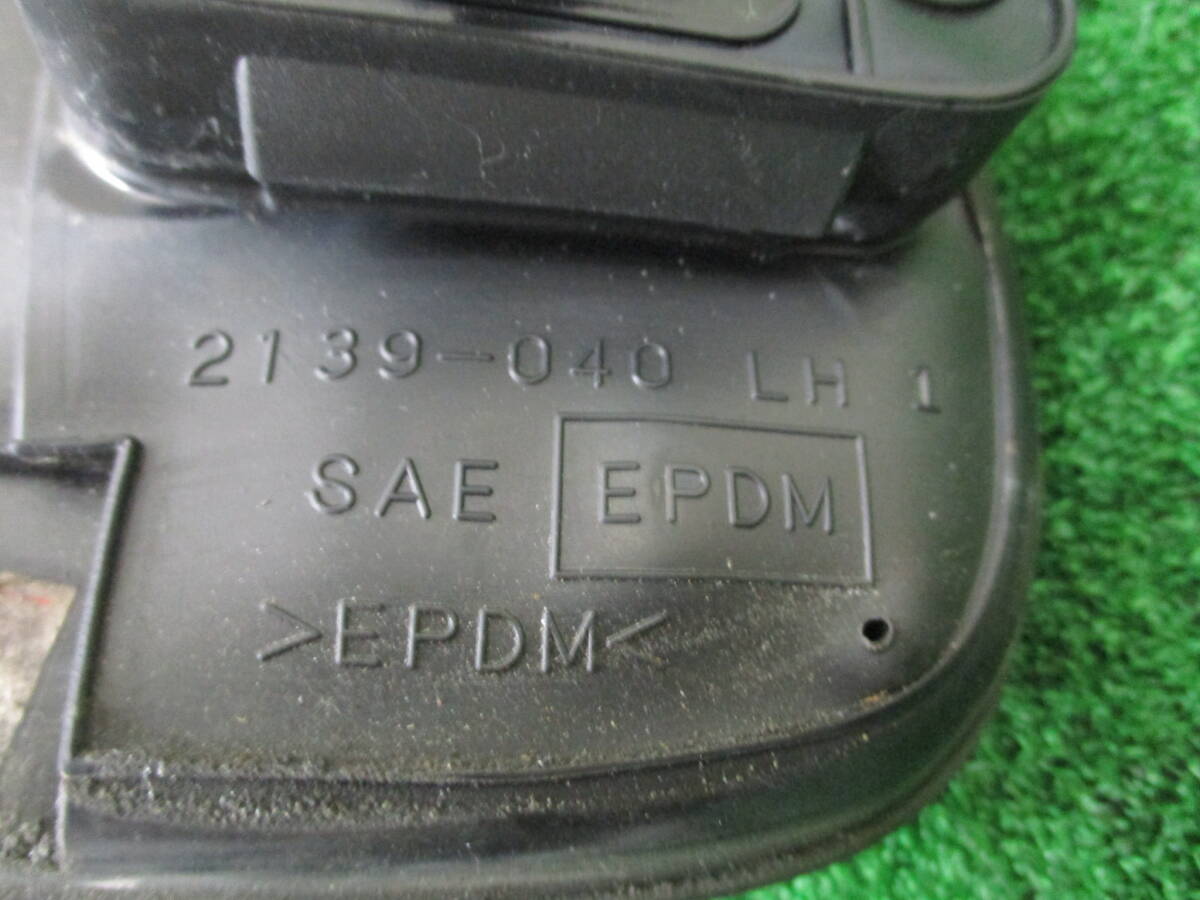 2139-040 LH 1
SAE EPDM
>EPDM<